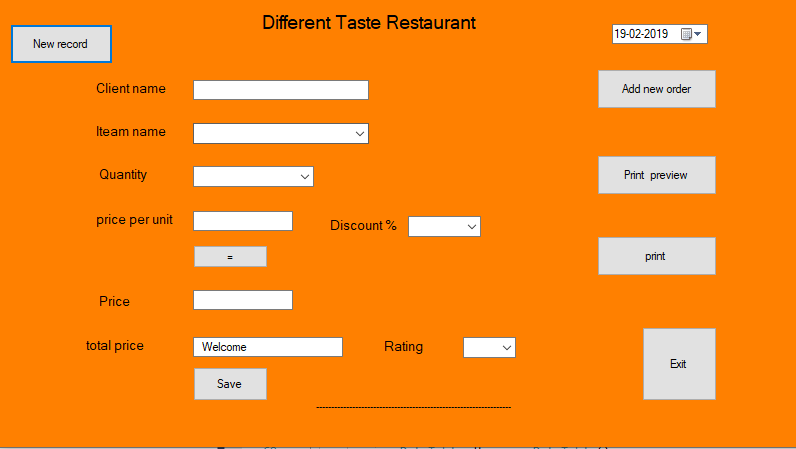 Different Taste Restaurant
19-02-2019
New record
Client name
Add new order
Iteam name
Quantity
Print preview
price per unit
Discount %
=
print
Price
total price
Welcome
Rating
Exit
Save